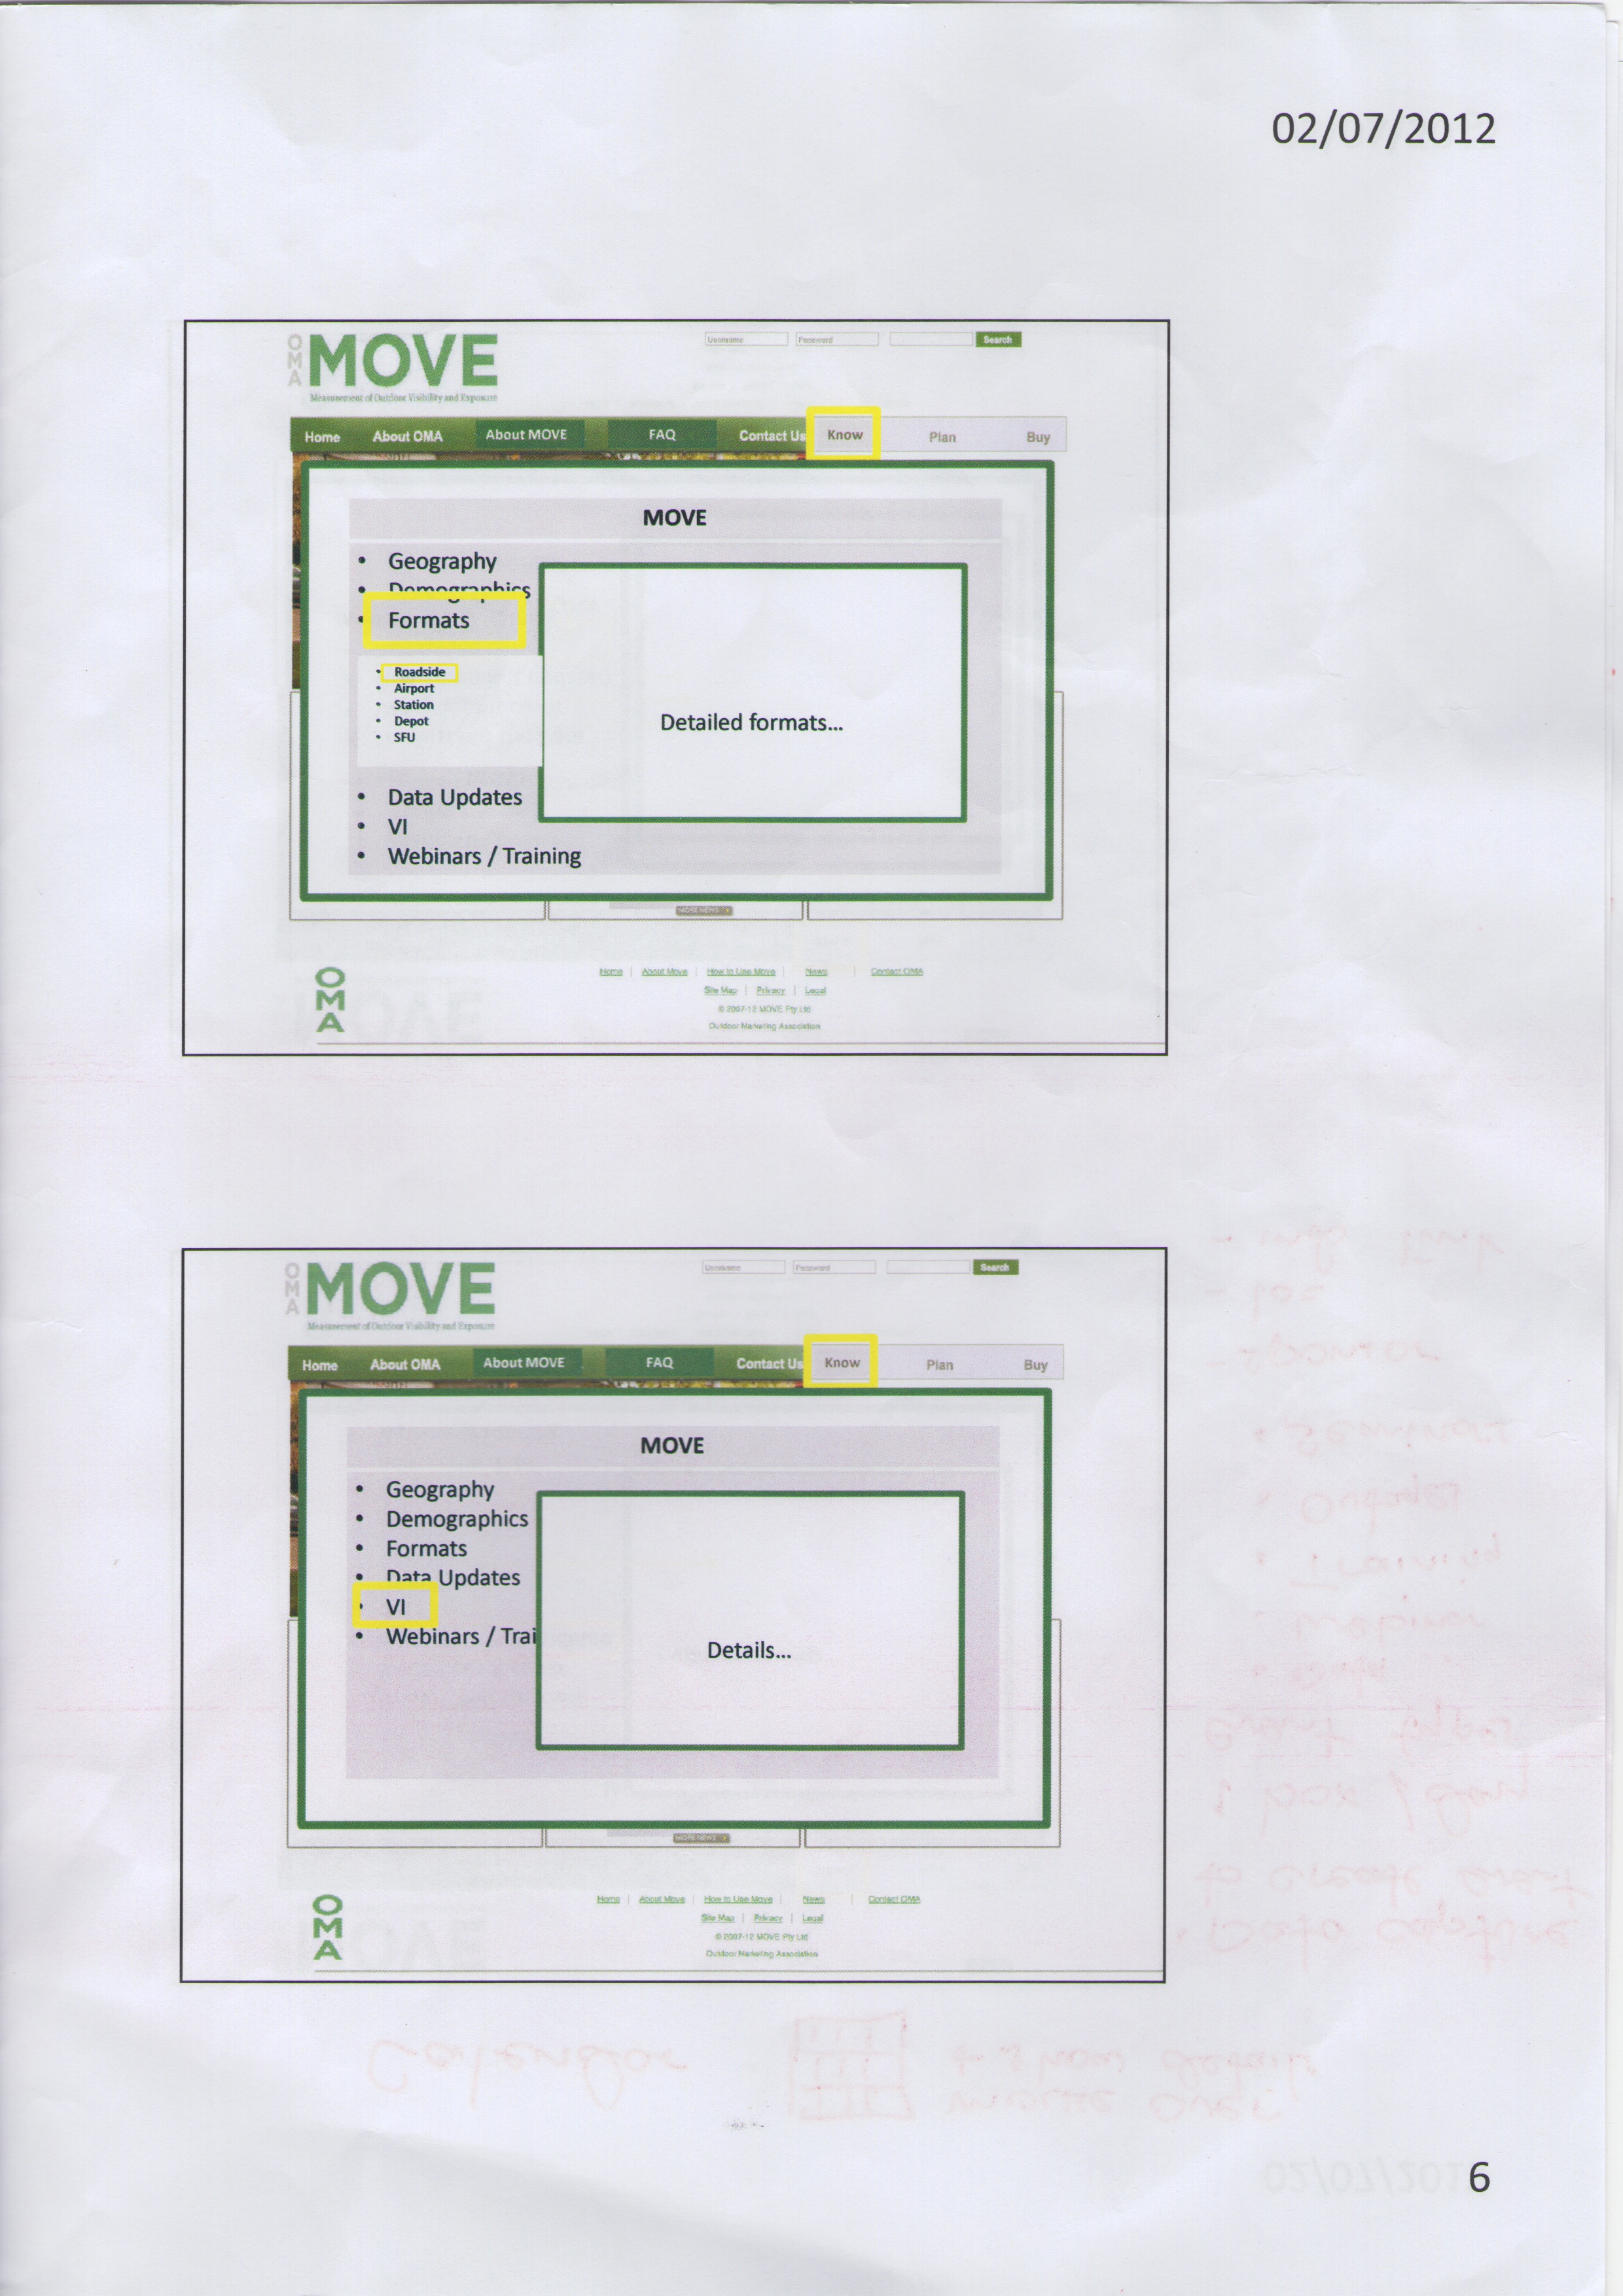 02/07/2012
OMA MOVE
Measurement of Outdoor Visibility and Exposure
Username Password Search
Home About OMA About MOVE FAQ Contact Us Know Plan Buy
MOVE
• Geography
• Demographics
• Formats
• Roadside
• Airport
• Station
• Depot
• SFU
Detailed formats...
• Data Updates
• VI
• Webinars / Training
MORE NEWS
OMA
Home | About Move | How to Use Move | News | Contact OMA
Site Map | Privacy | Legal
© 2007-12 MOVE Pty Ltd
Outdoor Marketing Association
OMA MOVE
Measurement of Outdoor Visibility and Exposure
Username Password Search
Home About OMA About MOVE FAQ Contact Us Know Plan Buy
MOVE
• Geography
• Demographics
• Formats
• Data Updates
• VI
• Webinars / Trai
Details...
MORE NEWS
OMA
Home | About Move | How to Use Move | News | Contact OMA
Site Map | Privacy | Legal
© 2007-12 MOVE Pty Ltd
Outdoor Marketing Association
6